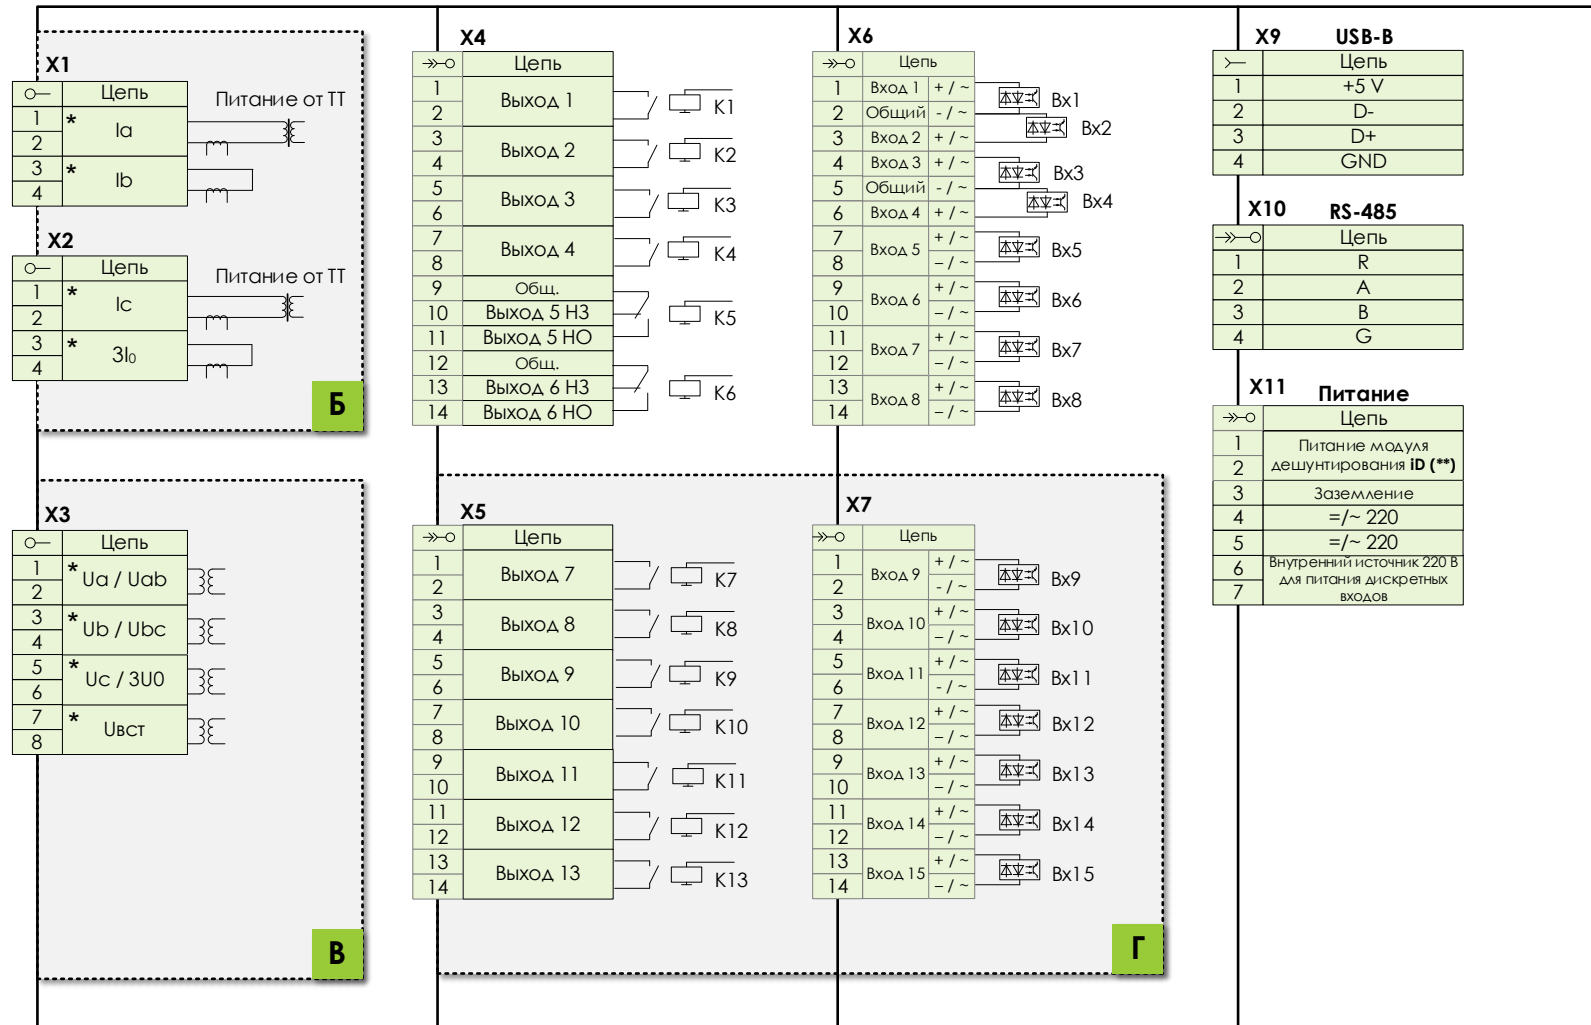 X1
Цепь
Питание от ТТ
1
* Ia
2
3
* Ib
4
X2
Цепь
Питание от ТТ
1
* Ic
2
3
* 3I0
4
Б
X3
Цепь
1
* Ua / Uab
2
3
* Ub / Ubc
4
5
* Uc / 3U0
6
7
* Uвст
8
В
X4
Цепь
1
Выход 1 K1
2
3
Выход 2 K2
4
5
Выход 3 K3
6
7
Выход 4 K4
8
9 Общ.
10 Выход 5 НЗ K5
11 Выход 5 НО
12 Общ.
13 Выход 6 НЗ K6
14 Выход 6 НО
X5
Цепь
1
Выход 7 K7
2
3
Выход 8 K8
4
5
Выход 9 K9
6
7
Выход 10 K10
8
9
Выход 11 K11
10
11
Выход 12 K12
12
13
Выход 13 K13
14
X6
Цепь
1 Вход 1 + / ~ Вх1
2 Общий - / ~ Вх2
3 Вход 2 + / ~
4 Вход 3 + / ~ Вх3
5 Общий - / ~ Вх4
6 Вход 4 + / ~
7 + / ~
Вход 5 Вх5
8 – / ~
9 + / ~
Вход 6 Вх6
10 – / ~
11 + / ~
Вход 7 Вх7
12 – / ~
13 + / ~
Вход 8 Вх8
14 – / ~
X7
Цепь
1 + / ~
Вход 9 Вх9
2 - / ~
3 + / ~
Вход 10 Вх10
4 – / ~
5 + / ~
Вход 11 Вх11
6 - / ~
7 + / ~
Вход 12 Вх12
8 – / ~
9 + / ~
Вход 13 Вх13
10 – / ~
11 + / ~
Вход 14 Вх14
12 – / ~
13 + / ~
Вход 15 Вх15
14 – / ~
Г
X9 USB-B
Цепь
1 +5 V
2 D-
3 D+
4 GND
X10 RS-485
Цепь
1 R
2 A
3 B
4 G
X11 Питание
Цепь
1 Питание модуля
2 дешунтирования iD (**)
3 Заземление
4 =/~ 220
5 =/~ 220
6 Внутренний источник 220 В
для питания дискретных
7 входов